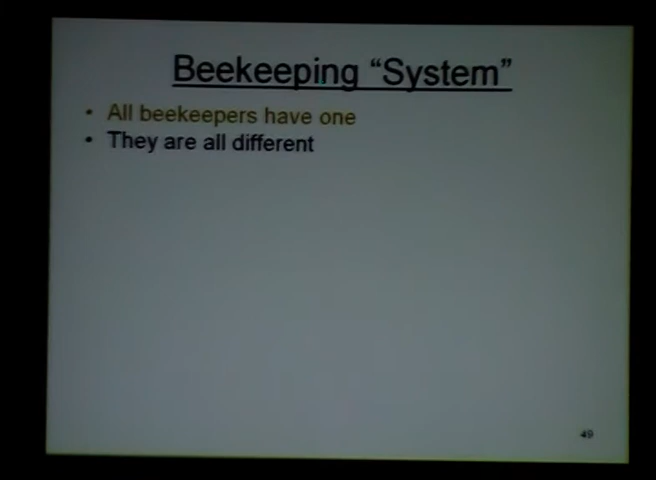 Beekeeping “System”
• All beekeepers have one
• They are all different
49